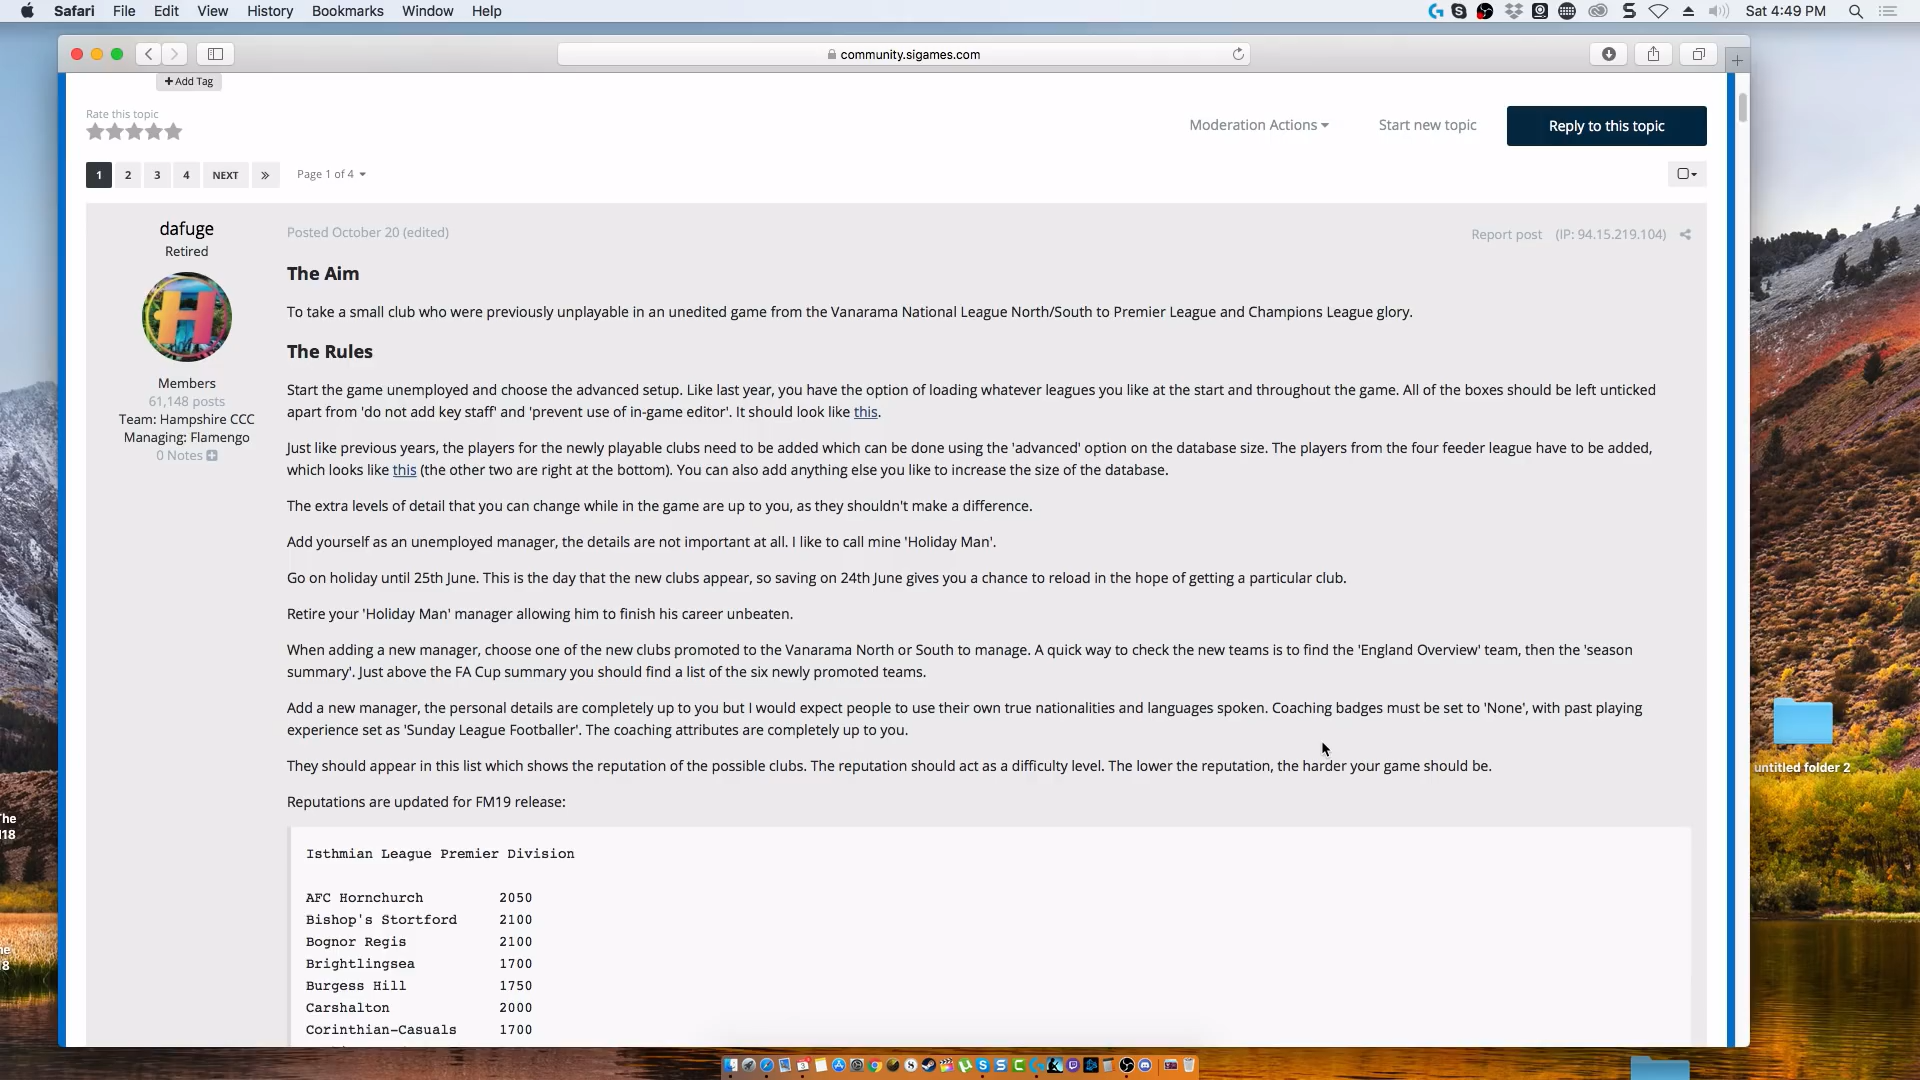 Safari File Edit View History Bookmarks Window Help
Sat 4:49 PM
community.sigames.com
+ Add Tag
Rate this topic
Moderation Actions
Start new topic
Reply to this topic
1 2 3 4 NEXT
Page 1 of 4
dafuge
Retired
Members
61,148 posts
Team: Hampshire CCC
Managing: Flamengo
0 Notes
Posted October 20 (edited)
Report post (IP: 94.15.219.104)
The Aim
To take a small club who were previously unplayable in an unedited game from the Vanarama National League North/South to Premier League and Champions League glory.
The Rules
Start the game unemployed and choose the advanced setup. Like last year, you have the option of loading whatever leagues you like at the start and throughout the game. All of the boxes should be left unticked
apart from 'do not add key staff' and 'prevent use of in-game editor'. It should look like this.
Just like previous years, the players for the newly playable clubs need to be added which can be done using the 'advanced' option on the database size. The players from the four feeder league have to be added,
which looks like this (the other two are right at the bottom). You can also add anything else you like to increase the size of the database.
The extra levels of detail that you can change while in the game are up to you, as they shouldn't make a difference.
Add yourself as an unemployed manager, the details are not important at all. I like to call mine 'Holiday Man'.
Go on holiday until 25th June. This is the day that the new clubs appear, so saving on 24th June gives you a chance to reload in the hope of getting a particular club.
Retire your 'Holiday Man' manager allowing him to finish his career unbeaten.
When adding a new manager, choose one of the new clubs promoted to the Vanarama North or South to manage. A quick way to check the new teams is to find the 'England Overview' team, then the 'season
summary'. Just above the FA Cup summary you should find a list of the six newly promoted teams.
Add a new manager, the personal details are completely up to you but I would expect people to use their own true nationalities and languages spoken. Coaching badges must be set to 'None', with past playing
experience set as 'Sunday League Footballer'. The coaching attributes are completely up to you.
They should appear in this list which shows the reputation of the possible clubs. The reputation should act as a difficulty level. The lower the reputation, the harder your game should be.
Reputations are updated for FM19 release:
Isthmian League Premier Division
AFC Hornchurch 2050
Bishop's Stortford 2100
Bognor Regis 2100
Brightlingsea 1700
Burgess Hill 1750
Carshalton 2000
Corinthian-Casuals 1700
untitled folder 2